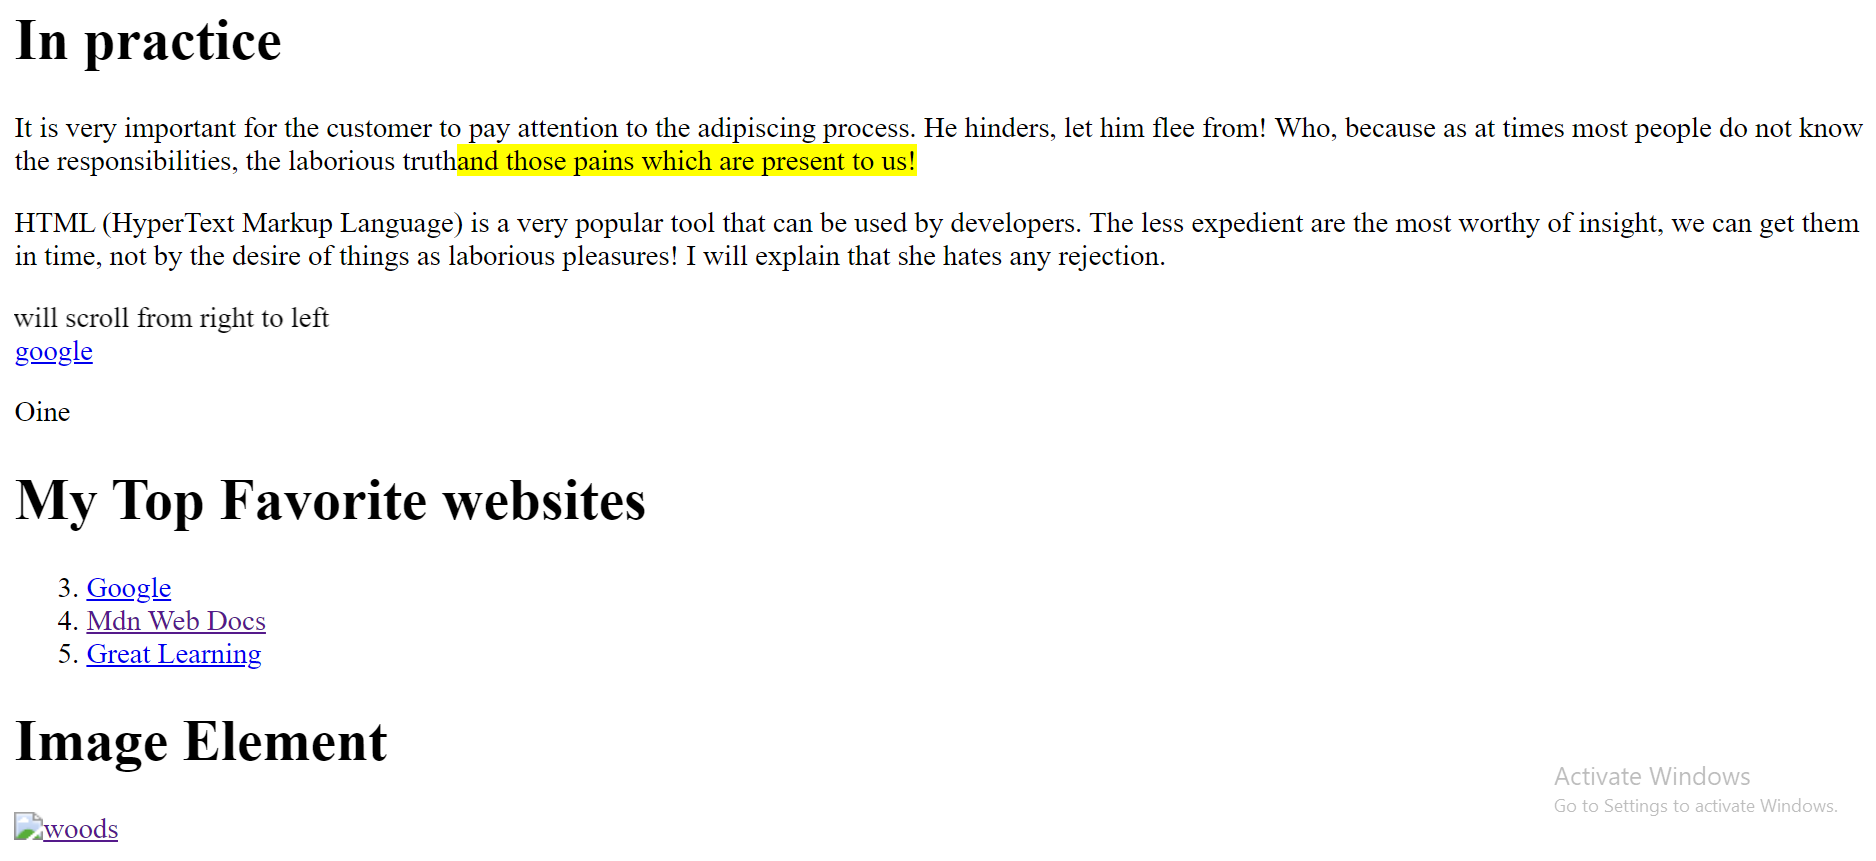 In practice
It is very important for the customer to pay attention to the adipiscing process. He hinders, let him flee from! Who, because as at times most people do not know
the responsibilities, the laborious truthand those pains which are present to us!
HTML (HyperText Markup Language) is a very popular tool that can be used by developers. The less expedient are the most worthy of insight, we can get them
in time, not by the desire of things as laborious pleasures! I will explain that she hates any rejection.
will scroll from right to left
google
Oine
My Top Favorite websites
3. Google
4. Mdn Web Docs
5. Great Learning
Image Element
woods
Activate Windows
Go to Settings to activate Windows.